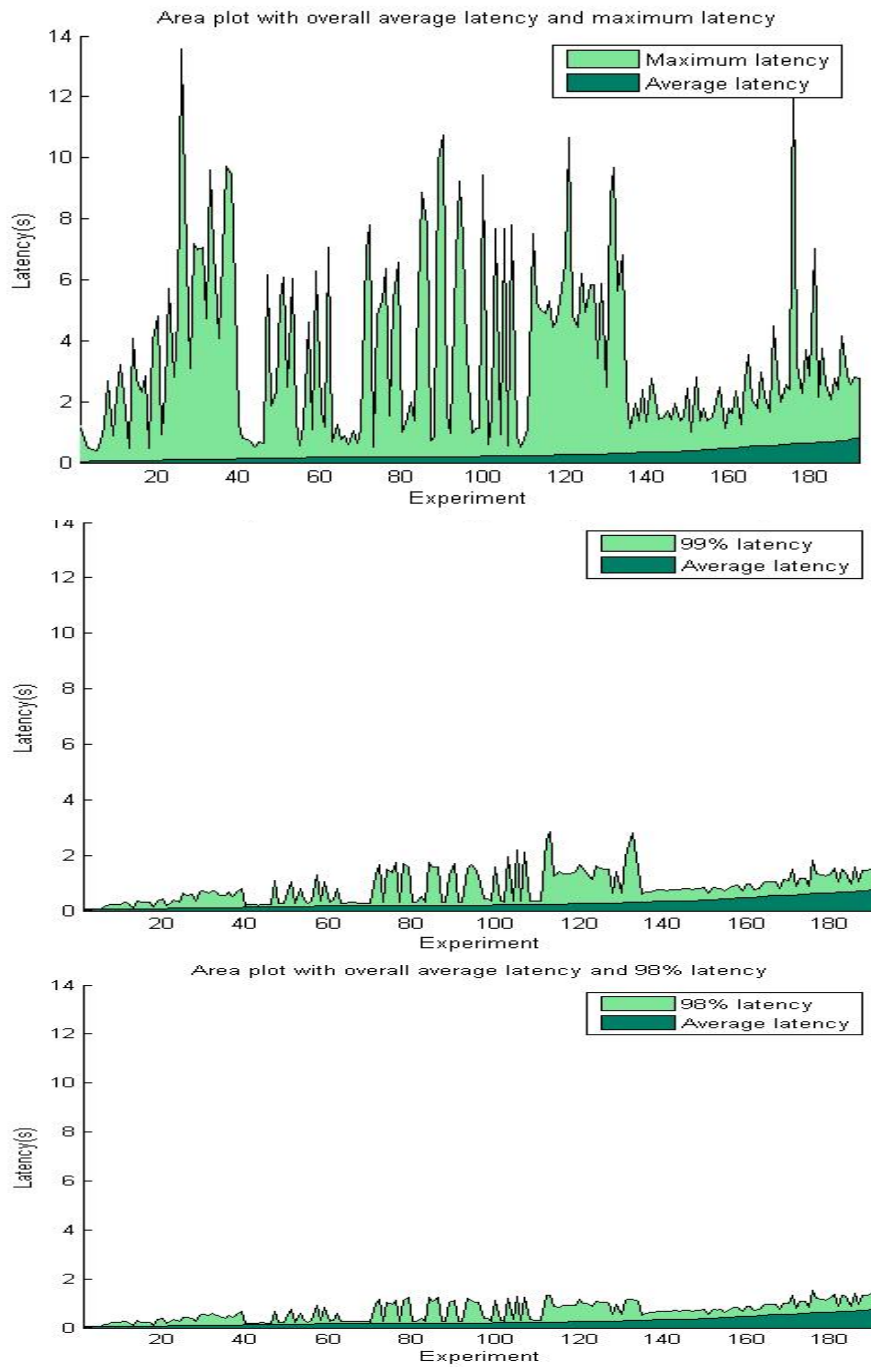 Area plot with overall average latency and maximum latency
14
12
10
8
6
4
2
0
Latency(s)
Maximum latency
Average latency
20 40 60 80 100 120 140 160 180
Experiment
14
12
10
8
6
4
2
0
Latency(s)
99% latency
Average latency
20 40 60 80 100 120 140 160 180
Experiment
Area plot with overall average latency and 98% latency
14
12
10
8
6
4
2
0
Latency(s)
98% latency
Average latency
20 40 60 80 100 120 140 160 180
Experiment